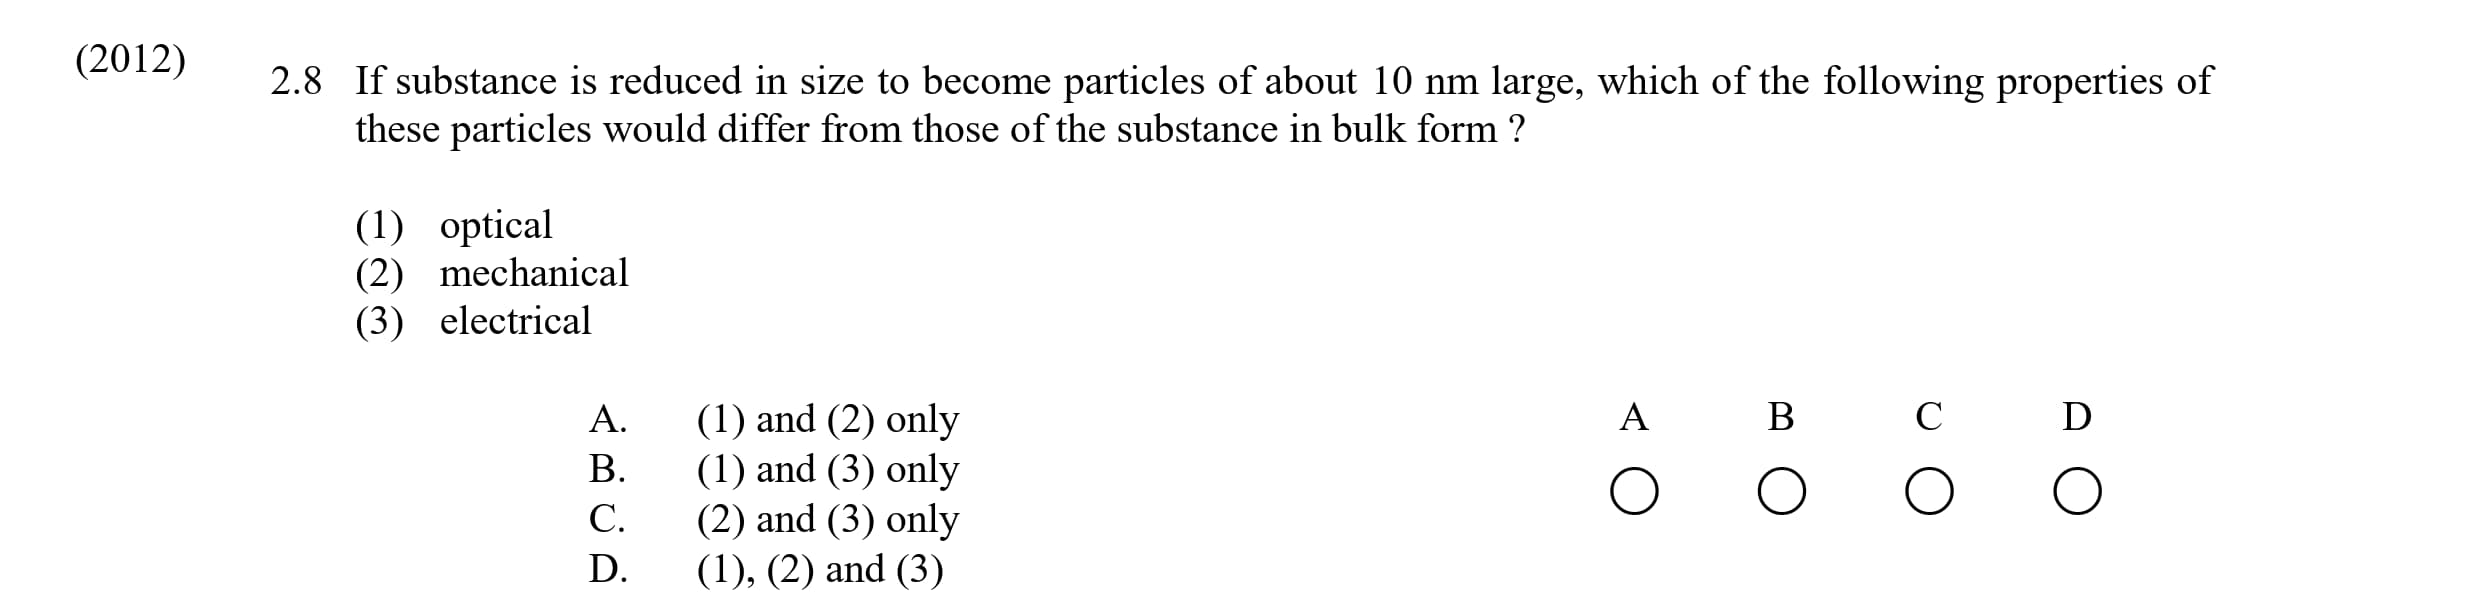 (2012)
2.8 If substance is reduced in size to become particles of about 10 nm large, which of the following properties of
these particles would differ from those of the substance in bulk form ?
(1) optical
(2) mechanical
(3) electrical
A. (1) and (2) only
B. (1) and (3) only
C. (2) and (3) only
D. (1), (2) and (3)
A B C D